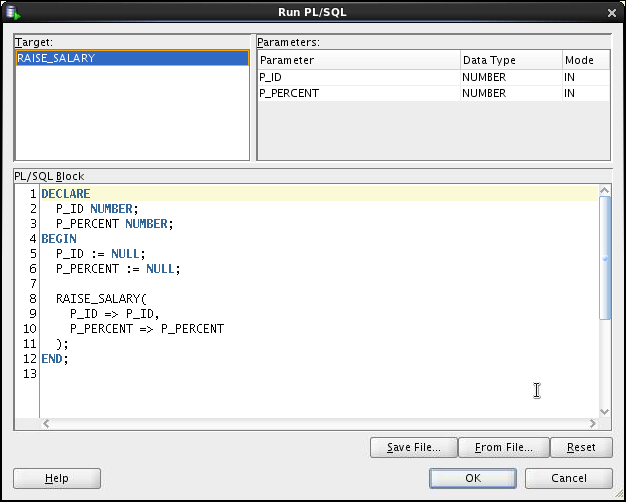 Run PL/SQL
Target:
RAISE_SALARY
Parameters:
Parameter Data Type Mode
P_ID NUMBER IN
P_PERCENT NUMBER IN
PL/SQL Block
1 DECLARE
2 P_ID NUMBER;
3 P_PERCENT NUMBER;
4 BEGIN
5 P_ID := NULL;
6 P_PERCENT := NULL;
7
8 RAISE_SALARY(
9 P_ID => P_ID,
10 P_PERCENT => P_PERCENT
11 );
12 END;
13
Save File... From File... Reset
Help OK Cancel